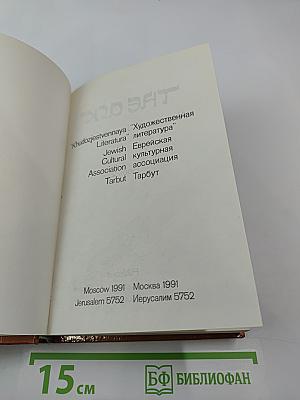 "Khudozjestvennaya "Художественная
Literatura" литература"
Jewish Еврейская
Cultural культурная
Association ассоциация
Tarbut Тарбут
Moscow 1991 Москва 1991
Jerusalem 5752 Иерусалим 5752
15 см
БФ БИБЛИОФАН